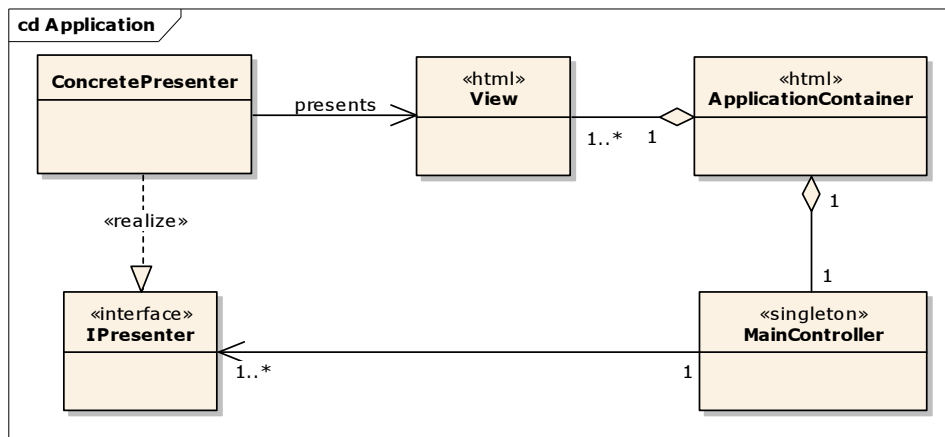 cd Application
ConcretePresenter
presents
«html»
View
1..*
1
«html»
ApplicationContainer
«realize»
1
1
«interface»
IPresenter
1..*
1
«singleton»
MainController